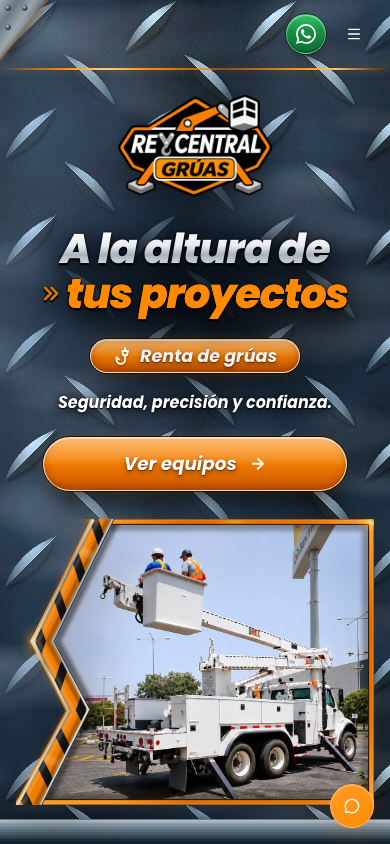 REYCENTRAL
GRÚAS
A la altura de
» tus proyectos
Renta de grúas
Seguridad, precisión y confianza.
Ver equipos →